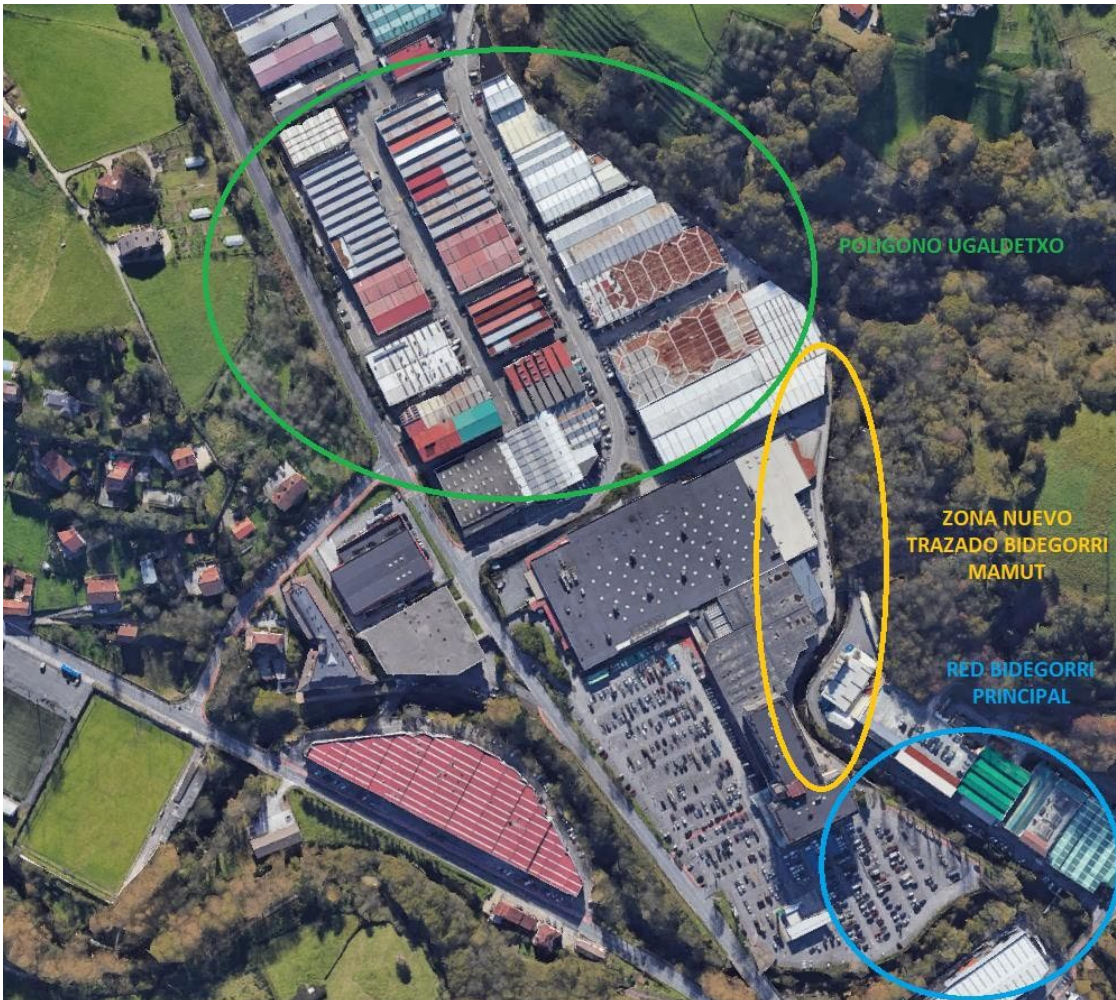 POLIGONO UGALDETXO
ZONA NUEVO
TRAZADO BIDEGORRI
MAMUT
RED BIDEGORRI
PRINCIPAL